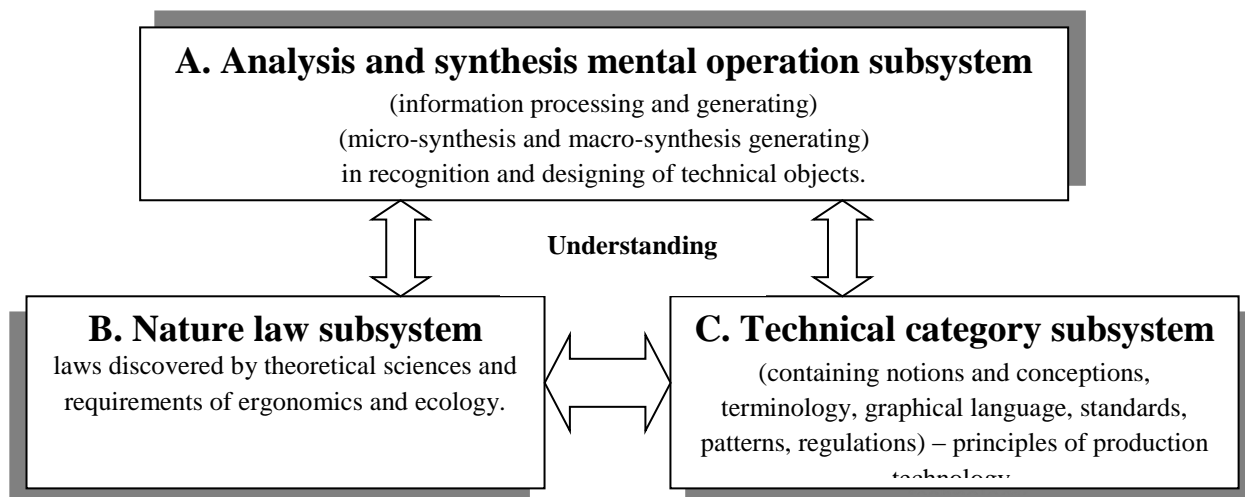 A. Analysis and synthesis mental operation subsystem
(information processing and generating)
(micro-synthesis and macro-synthesis generating)
in recognition and designing of technical objects.
Understanding
B. Nature law subsystem
laws discovered by theoretical sciences and
requirements of ergonomics and ecology.
C. Technical category subsystem
(containing notions and conceptions,
terminology, graphical language, standards,
patterns, regulations) – principles of production
technology